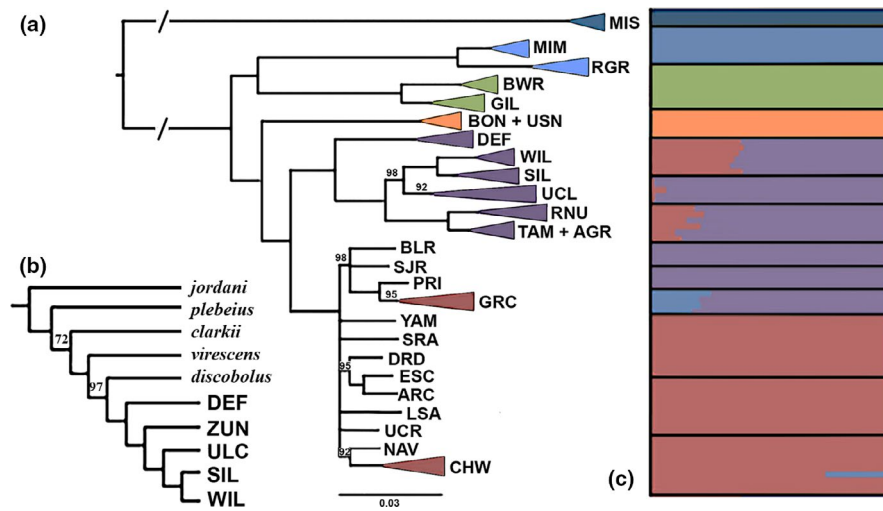 (a)
MIS
MIM
RGR
BWR
GIL
BON + USN
DEF
WIL
98
SIL
92
UCL
RNU
TAM + AGR
98
BLR
SJR
PRI
95
GRC
YAM
SRA
DRD
95
ESC
ARC
LSA
UCR
NAV
92
CHW
0.03
(b)
jordani
plebeius
72
clarkii
virescens
97
discobolus
DEF
ZUN
ULC
SIL
WIL
(c)